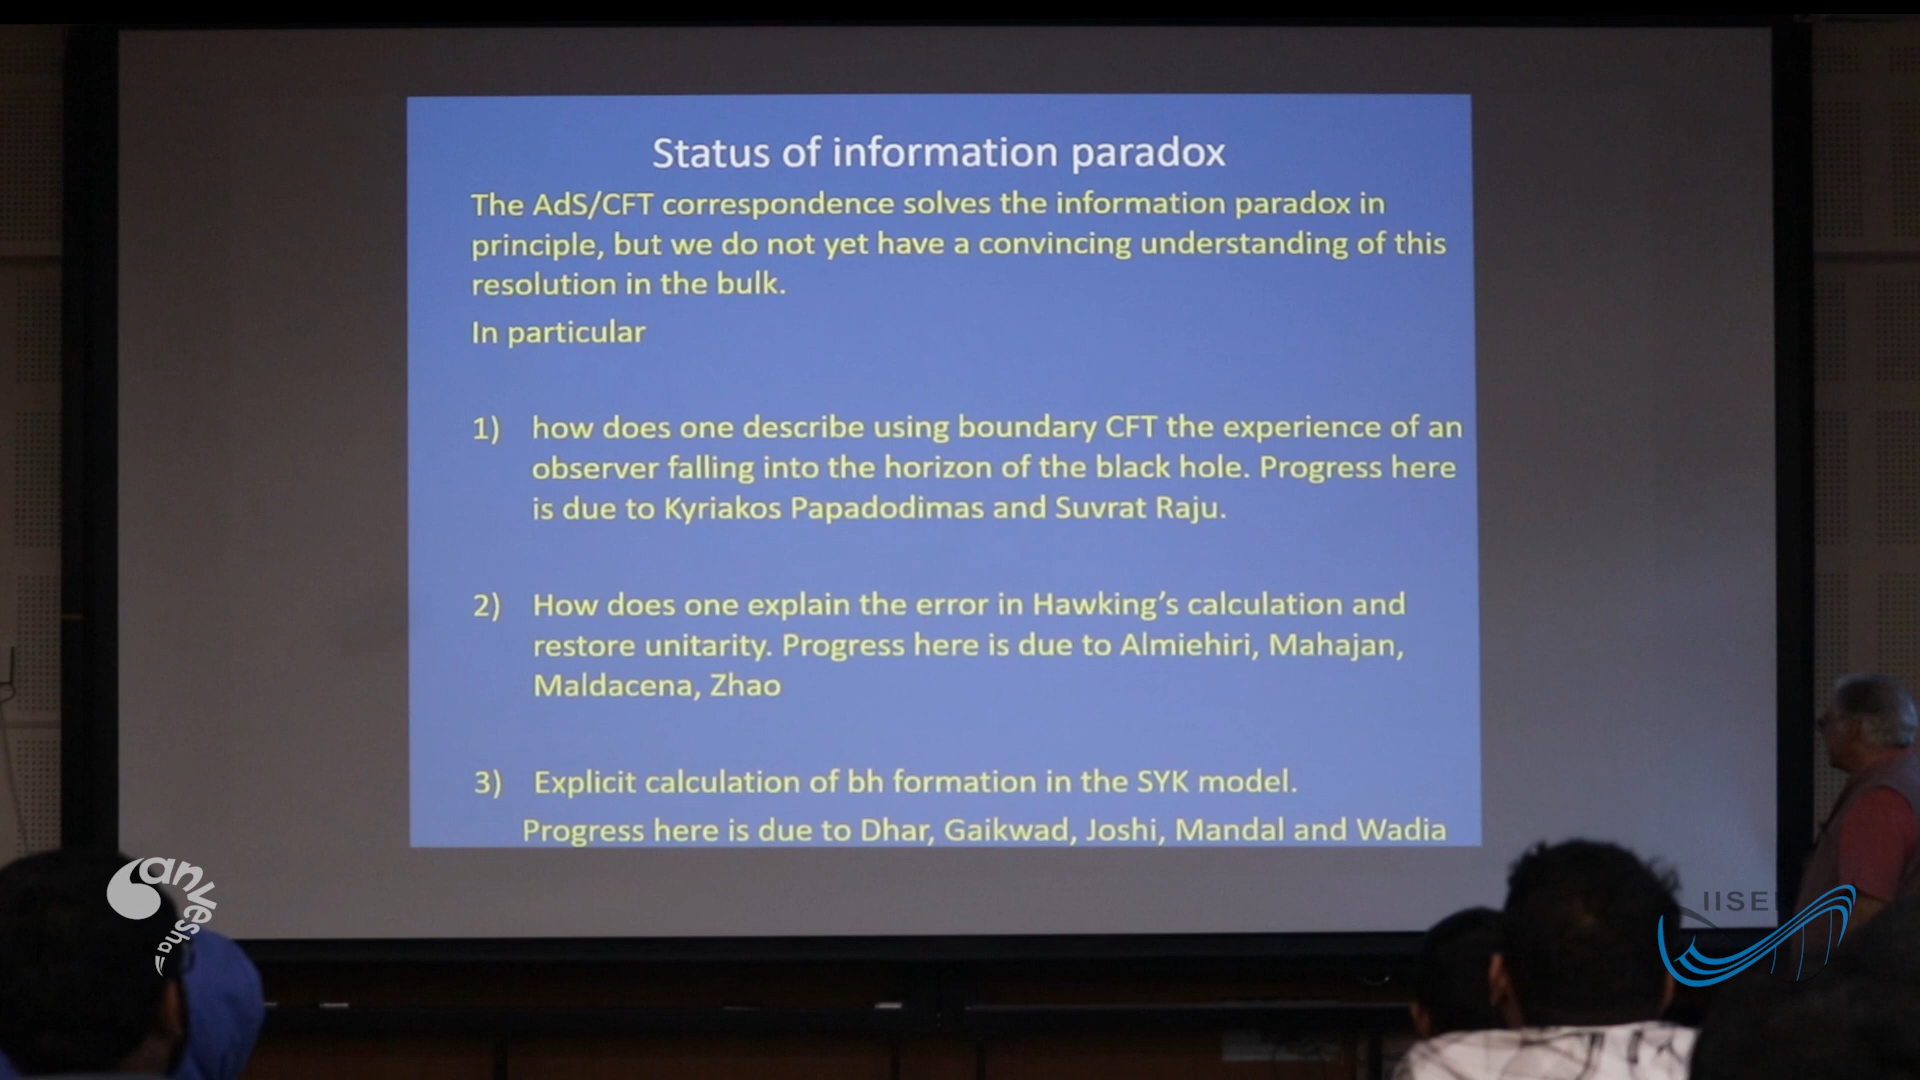 Status of information paradox
The AdS/CFT correspondence solves the information paradox in
principle, but we do not yet have a convincing understanding of this
resolution in the bulk.
In particular
1) how does one describe using boundary CFT the experience of an
observer falling into the horizon of the black hole. Progress here
is due to Kyriakos Papadodimas and Suvrat Raju.
2) How does one explain the error in Hawking's calculation and
restore unitarity. Progress here is due to Almiehiri, Mahajan,
Maldacena, Zhao
3) Explicit calculation of bh formation in the SYK model.
Progress here is due to Dhar, Gaikwad, Joshi, Mandal and Wadia
anvesha